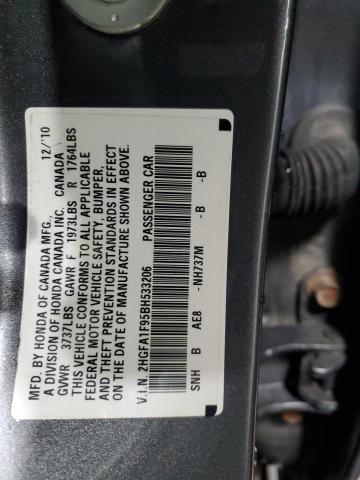 MFD. BY HONDA OF CANADA MFG., 12/10
A DIVISION OF HONDA CANADA INC. CANADA
GVWR 3737LBS GAWR F 1973LBS R 1764LBS
THIS VEHICLE CONFORMS TO ALL APPLICABLE
FEDERAL MOTOR VEHICLE SAFETY, BUMPER,
AND THEFT PREVENTION STANDARDS IN EFFECT
ON THE DATE OF MANUFACTURE SHOWN ABOVE.
V.I.N. 2HGFA1F95BH533206 PASSENGER CAR
SNH B AE8 -NH737M -B -B